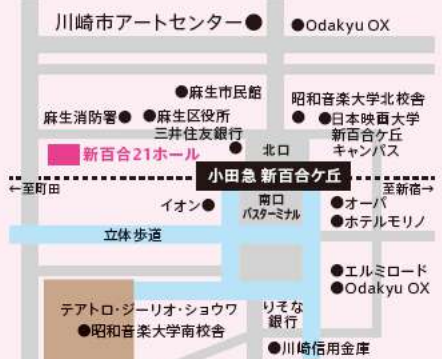 川崎市アートセンター●
●Odakyu OX
●麻生市民館
昭和音楽大学北校舎
麻生消防署● ●麻生区役所
● ●日本映画大学
三井住友銀行
新百合ケ丘
●
キャンパス
新百合21ホール
北口
小田急 新百合ケ丘
←至町田
至新宿→
イオン●
南口
バスターミナル
●オーパ
●ホテルモリノ
立体歩道
●エルミロード
●Odakyu OX
テアトロ・ジーリオ・ショウワ
●昭和音楽大学南校舎
りそな
銀行
●川崎信用金庫